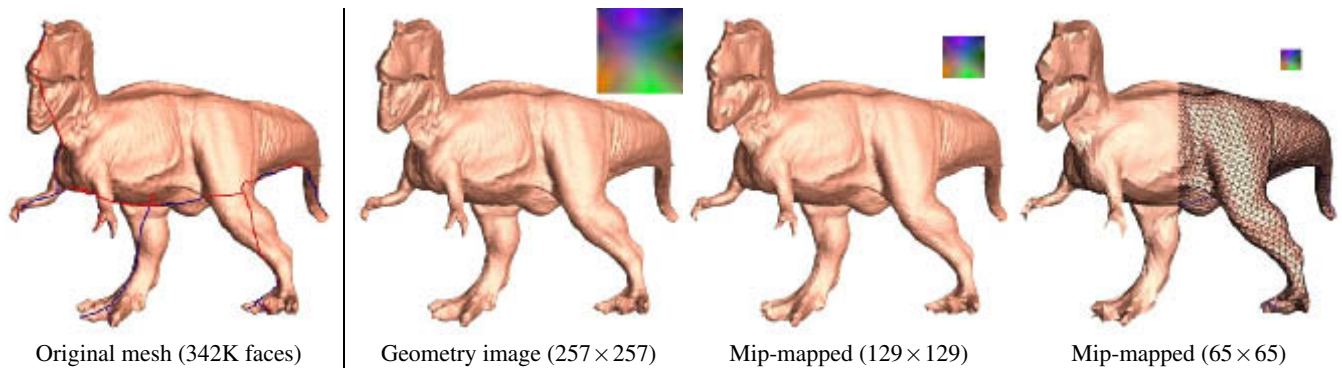 Original mesh (342K faces)
Geometry image (257×257)
Mip-mapped (129×129)
Mip-mapped (65×65)